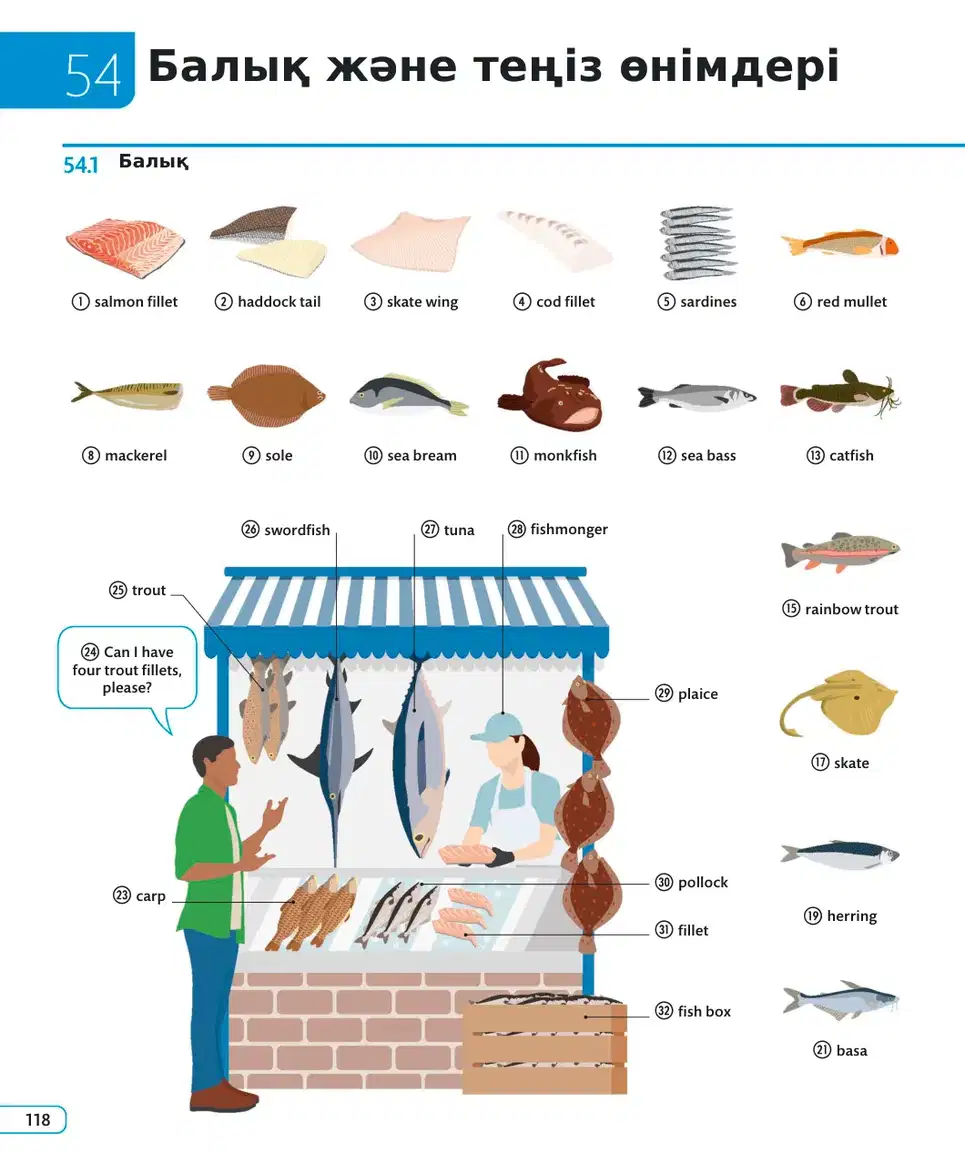 54 Балық және теңіз өнімдері
54.1 Балық
① salmon fillet
② haddock tail
③ skate wing
④ cod fillet
⑤ sardines
⑥ red mullet
⑧ mackerel
⑨ sole
⑩ sea bream
⑪ monkfish
⑫ sea bass
⑬ catfish
㉖ swordfish
㉗ tuna
㉘ fishmonger
㉕ trout
⑮ rainbow trout
㉔ Can I have
four trout fillets,
please?
㉙ plaice
⑰ skate
㉓ carp
㉚ pollock
⑲ herring
㉛ fillet
㉜ fish box
㉑ basa
118